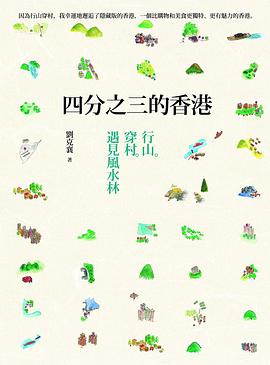 因為行山穿村,我幸運地邂逅了隱藏版的香港,一個比購物和美食更獨特、更有魅力的香港。
四分之三的香港
行山。
穿村。
遇見風水林
劉克襄 著